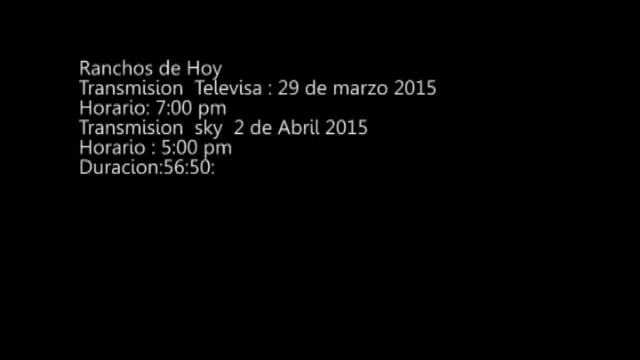 Ranchos de Hoy
Transmision  Televisa : 29 de marzo 2015
Horario: 7:00 pm
Transmision  sky  2 de Abril 2015
Horario : 5:00 pm
Duracion:56:50: